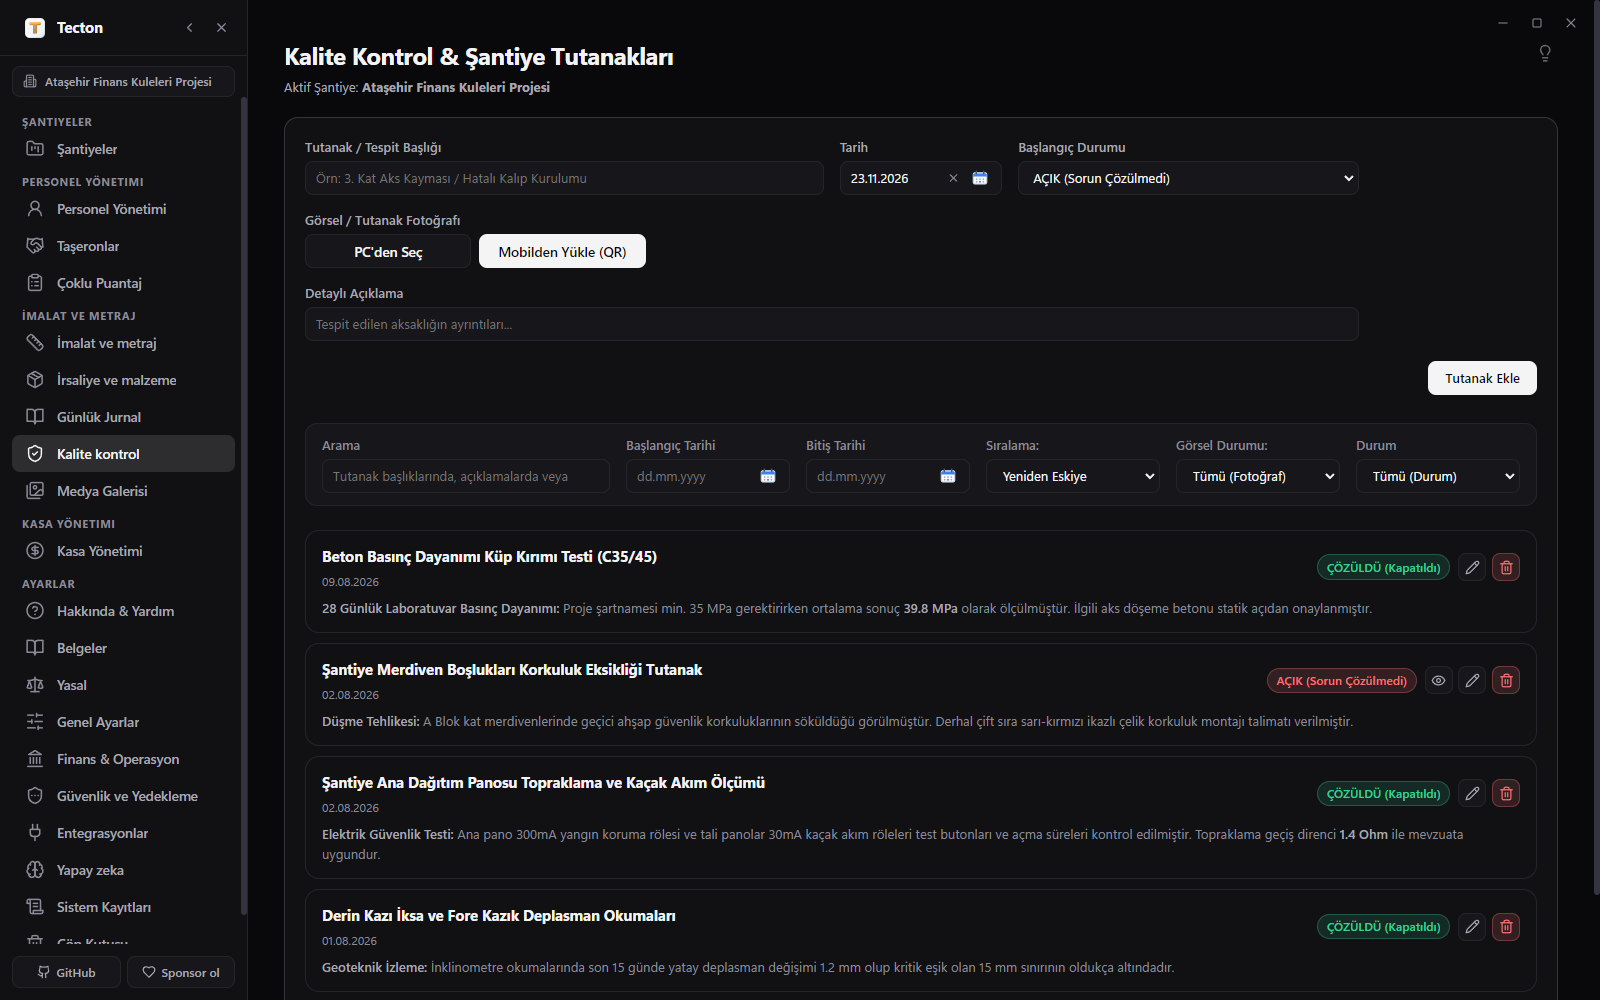 Tecton
Ataşehir Finans Kuleleri Projesi
ŞANTIYELER
Şantiyeler
PERSONEL YÖNETIMI
Personel Yönetimi
Taşeronlar
Çoklu Puantaj
İMALAT VE METRAJ
İmalat ve metraj
İrsaliye ve malzeme
Günlük Jurnal
Kalite kontrol
Medya Galerisi
KASA YÖNETIMI
Kasa Yönetimi
AYARLAR
Hakkında & Yardım
Belgeler
Yasal
Genel Ayarlar
Finans & Operasyon
Güvenlik ve Yedekleme
Entegrasyonlar
Yapay zeka
Sistem Kayıtları
Çöp Kutusu
GitHub
Sponsor ol
Kalite Kontrol & Şantiye Tutanakları
Aktif Şantiye: Ataşehir Finans Kuleleri Projesi
Tutanak / Tespit Başlığı
Örn: 3. Kat Aks Kayması / Hatalı Kalıp Kurulumu
Tarih
23.11.2026
Başlangıç Durumu
AÇIK (Sorun Çözülmedi)
Görsel / Tutanak Fotoğrafı
PC'den Seç
Mobilden Yükle (QR)
Detaylı Açıklama
Tespit edilen aksaklığın ayrıntıları...
Tutanak Ekle
Arama
Tutanak başlıklarında, açıklamalarda veya
Başlangıç Tarihi
dd.mm.yyyy
Bitiş Tarihi
dd.mm.yyyy
Sıralama:
Yeniden Eskiye
Görsel Durumu:
Tümü (Fotoğraf)
Durum
Tümü (Durum)
Beton Basınç Dayanımı Küp Kırımı Testi (C35/45)
09.08.2026
28 Günlük Laboratuvar Basınç Dayanımı: Proje şartnamesi min. 35 MPa gerektirirken ortalama sonuç 39.8 MPa olarak ölçülmüştür. İlgili aks döşeme betonu statik açıdan onaylanmıştır.
ÇÖZÜLDÜ (Kapatıldı)
Şantiye Merdiven Boşlukları Korkuluk Eksikliği Tutanak
02.08.2026
Düşme Tehlikesi: A Blok kat merdivenlerinde geçici ahşap güvenlik korkuluklarının söküldüğü görülmüştür. Derhal çift sıra sarı-kırmızı ikazlı çelik korkuluk montajı talimatı verilmiştir.
AÇIK (Sorun Çözülmedi)
Şantiye Ana Dağıtım Panosu Topraklama ve Kaçak Akım Ölçümü
02.08.2026
Elektrik Güvenlik Testi: Ana pano 300mA yangın koruma rölesi ve tali panolar 30mA kaçak akım röleleri test butonları ve açma süreleri kontrol edilmiştir. Topraklama geçiş direnci 1.4 Ohm ile mevzuata
uygundur.
ÇÖZÜLDÜ (Kapatıldı)
Derin Kazı İksa ve Fore Kazık Deplasman Okumaları
01.08.2026
Geoteknik İzleme: İnklinometre okumalarında son 15 günde yatay deplasman değişimi 1.2 mm olup kritik eşik olan 15 mm sınırının oldukça altındadır.
ÇÖZÜLDÜ (Kapatıldı)